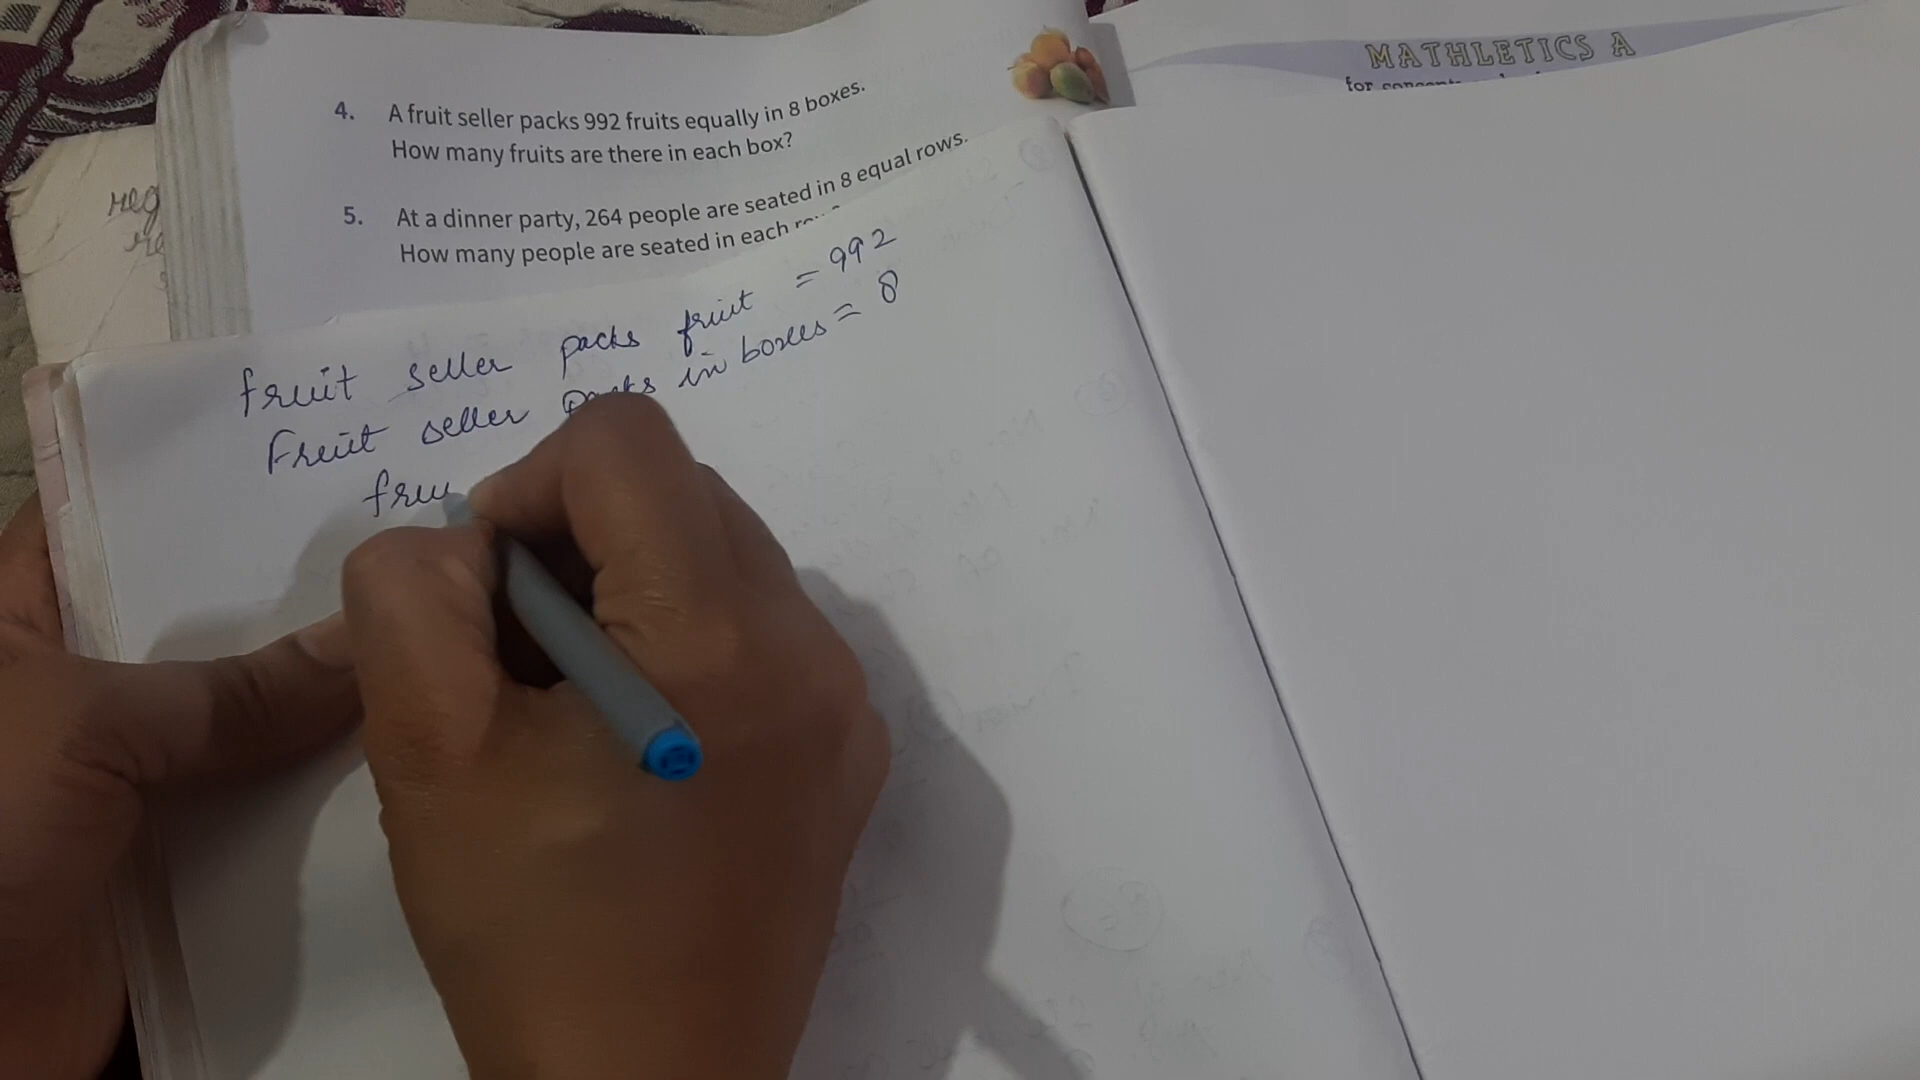 MATHLETICS A
for
4. A fruit seller packs 992 fruits equally in 8 boxes.
How many fruits are there in each box?
5. At a dinner party, 264 people are seated in 8 equal rows.
How many people are seated in each
fruit seller packs fruit = 992
Fruit seller packs in boxes = 8